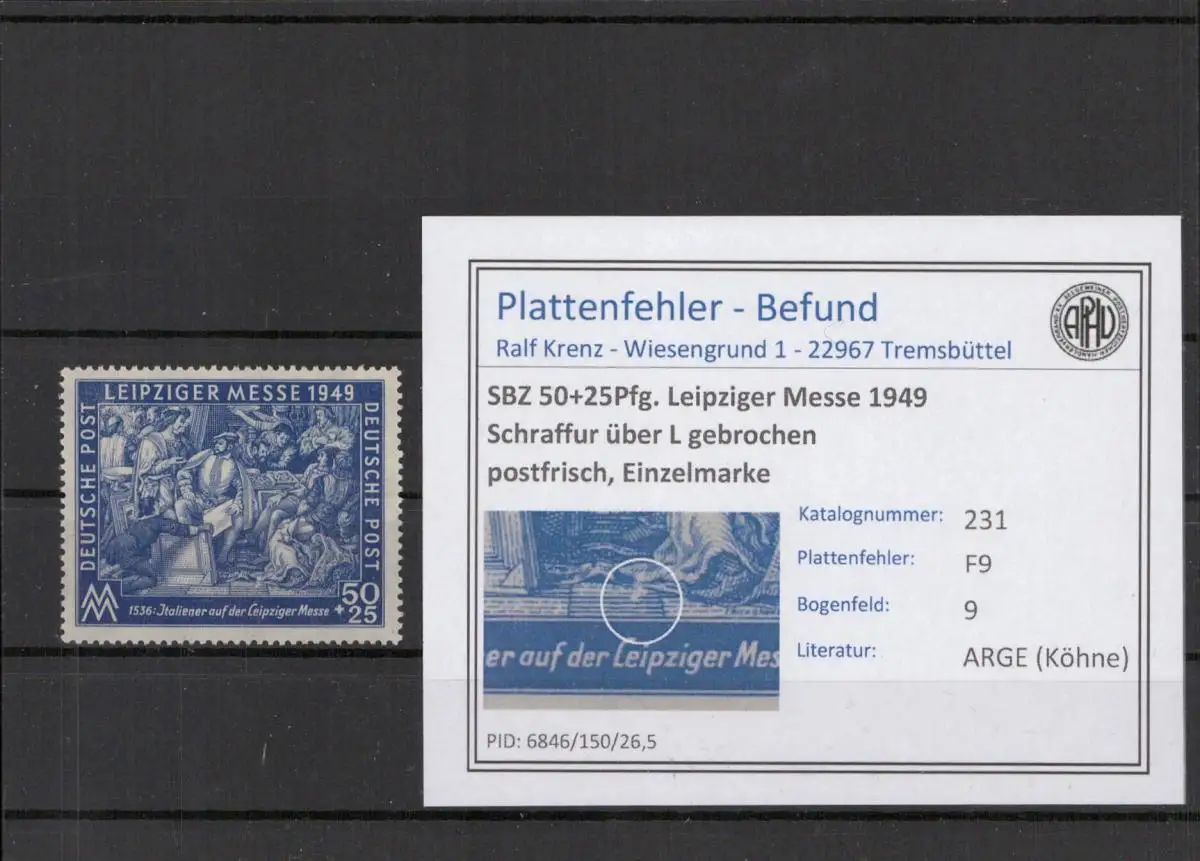 LEIPZIGER MESSE 1949
DEUTSCHE POST
DEUTSCHE POST
50
+25
1536: Italiener auf der Leipziger Messe
Plattenfehler - Befund
Ralf Krenz - Wiesengrund 1 - 22967 Tremsbüttel
APHV
SBZ 50+25Pfg. Leipziger Messe 1949
Schraffur über L gebrochen
postfrisch, Einzelmarke
er auf der Leipziger Mes
Katalognummer: 231
Plattenfehler: F9
Bogenfeld: 9
Literatur: ARGE (Köhne)
PID: 6846/150/26,5